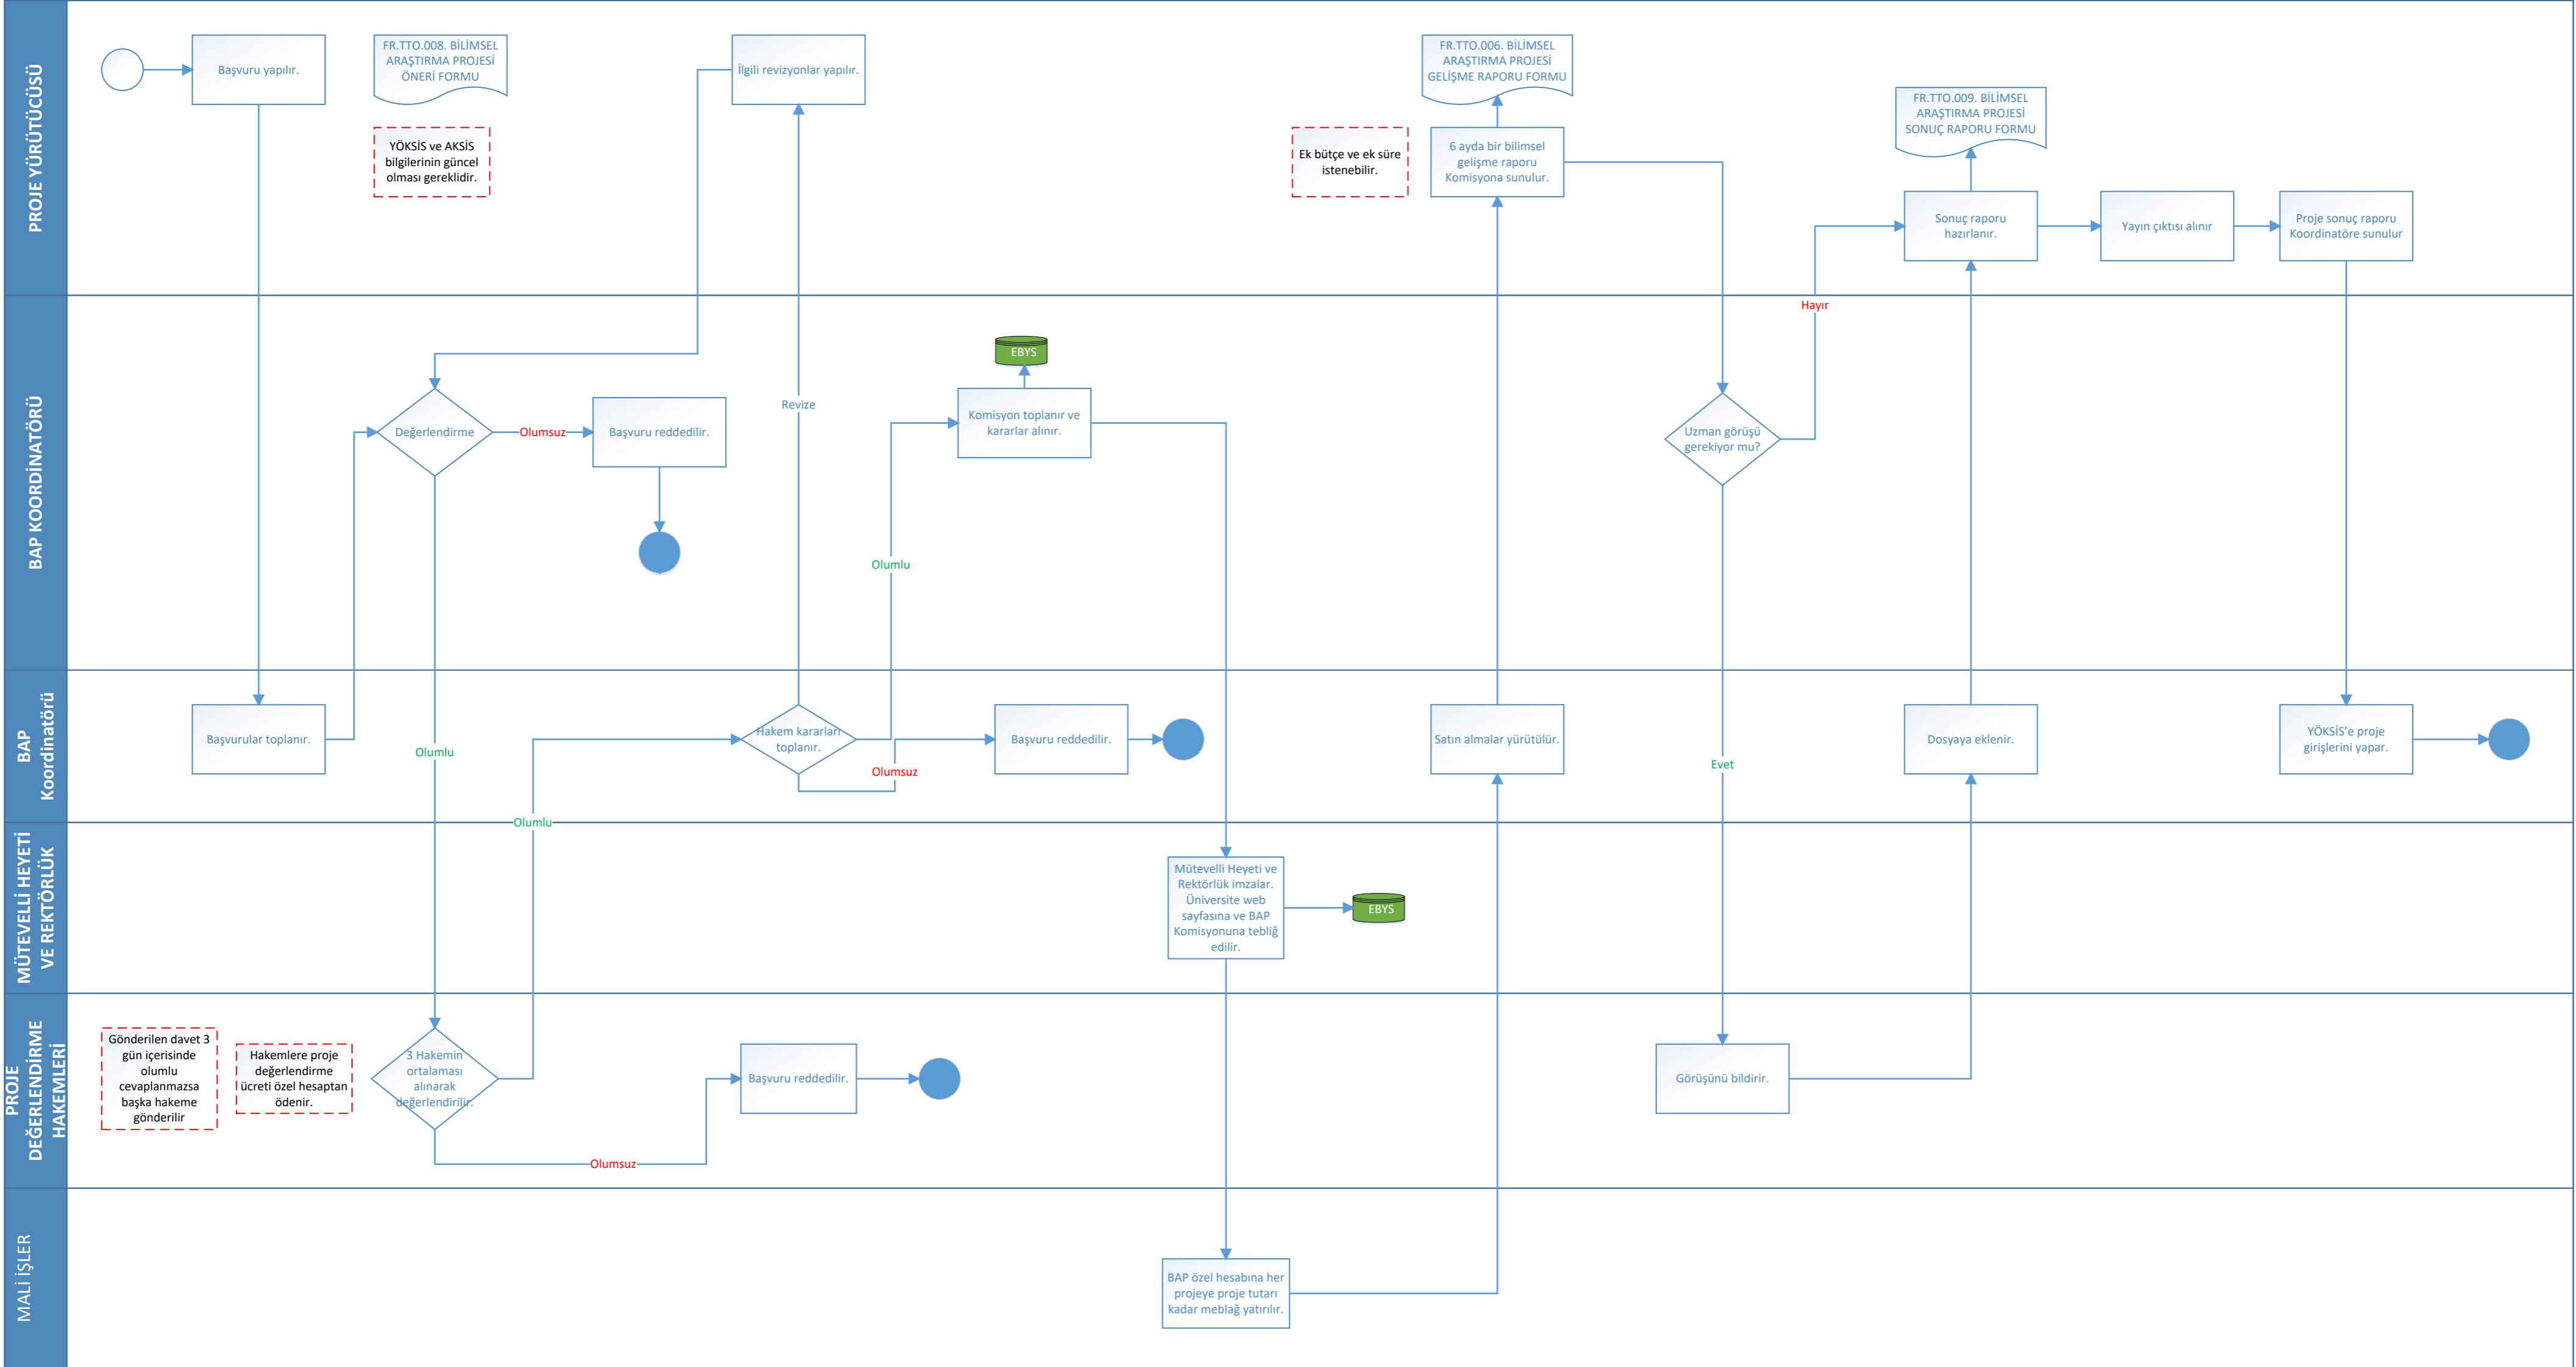 PROJE YÜRÜTÜCÜSÜ
Başvuru yapılır.
FR.TTO.008. BİLİMSEL
ARAŞTIRMA PROJESİ
ÖNERİ FORMU
YÖKSİS ve AKSİS
bilgilerinin güncel
olması gereklidir.
İlgili revizyonlar yapılır.
FR.TTO.006. BİLİMSEL
ARAŞTIRMA PROJESİ
GELİŞME RAPORU FORMU
Ek bütçe ve ek süre
istenebilir.
6 ayda bir bilimsel
gelişme raporu
Komisyona sunulur.
FR.TTO.009. BİLİMSEL
ARAŞTIRMA PROJESİ
SONUÇ RAPORU FORMU
Sonuç raporu
hazırlanır.
Yayın çıktısı alınır
Proje sonuç raporu
Koordinatöre sunulur
BAP KOORDİNATÖRÜ
Değerlendirme
Olumsuz
Başvuru reddedilir.
Revize
Olumlu
EBYS
Komisyon toplanır ve
kararlar alınır.
Uzman görüşü
gerekiyor mu?
Hayır
BAP
Koordinatörü
Başvurular toplanır.
Olumlu
Hakem kararları
toplanır.
Olumsuz
Başvuru reddedilir.
Satın almalar yürütülür.
Evet
Dosyaya eklenir.
YÖKSİS'e proje
girişlerini yapar.
Olumlu
MÜTEVELLİ HEYETİ
VE REKTÖRLÜK
Mütevelli Heyeti ve
Rektörlük imzalar.
Üniversite web
sayfasına ve BAP
Komisyonuna tebliğ
edilir.
EBYS
PROJE
DEĞERLENDİRME
HAKEMLERİ
Gönderilen davet 3
gün içerisinde
olumlu
cevaplanmazsa
başka hakeme
gönderilir
Hakemlere proje
değerlendirme
ücreti özel hesaptan
ödenir.
3 Hakemin
ortalaması
alınarak
değerlendirilir.
Olumsuz
Başvuru reddedilir.
Görüşünü bildirir.
MALİ İŞLER
BAP özel hesabına her
projeye proje tutarı
kadar meblağ yatırılır.